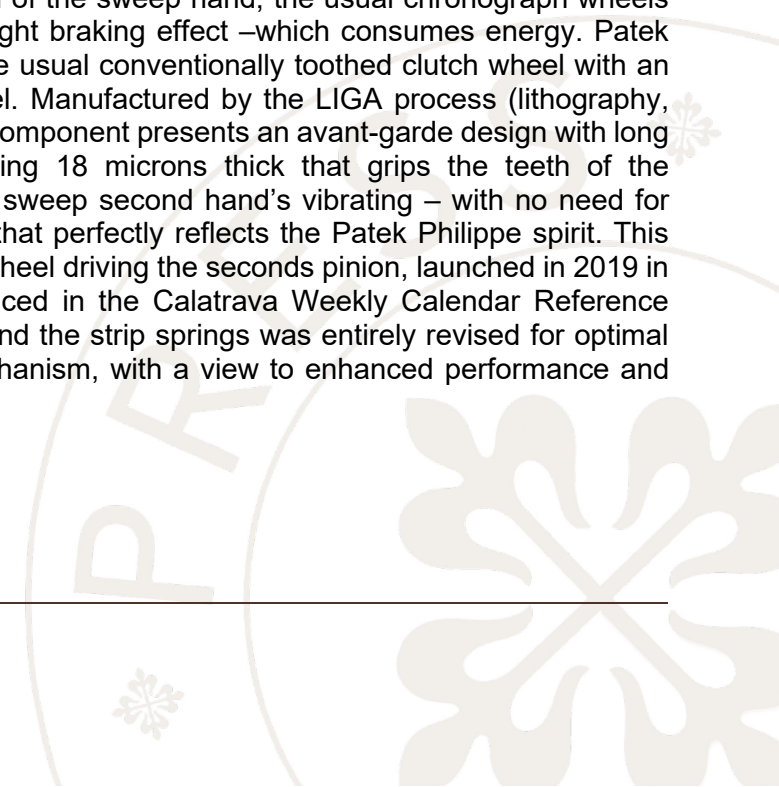 of the sweep hand, the usual chronograph wheels
ght braking effect –which consumes energy. Patek
e usual conventionally toothed clutch wheel with an
el. Manufactured by the LIGA process (lithography,
omponent presents an avant-garde design with long
ing 18 microns thick that grips the teeth of the
sweep second hand’s vibrating – with no need for
that perfectly reflects the Patek Philippe spirit. This
heel driving the seconds pinion, launched in 2019 in
ced in the Calatrava Weekly Calendar Reference
nd the strip springs was entirely revised for optimal
hanism, with a view to enhanced performance and
PRESS